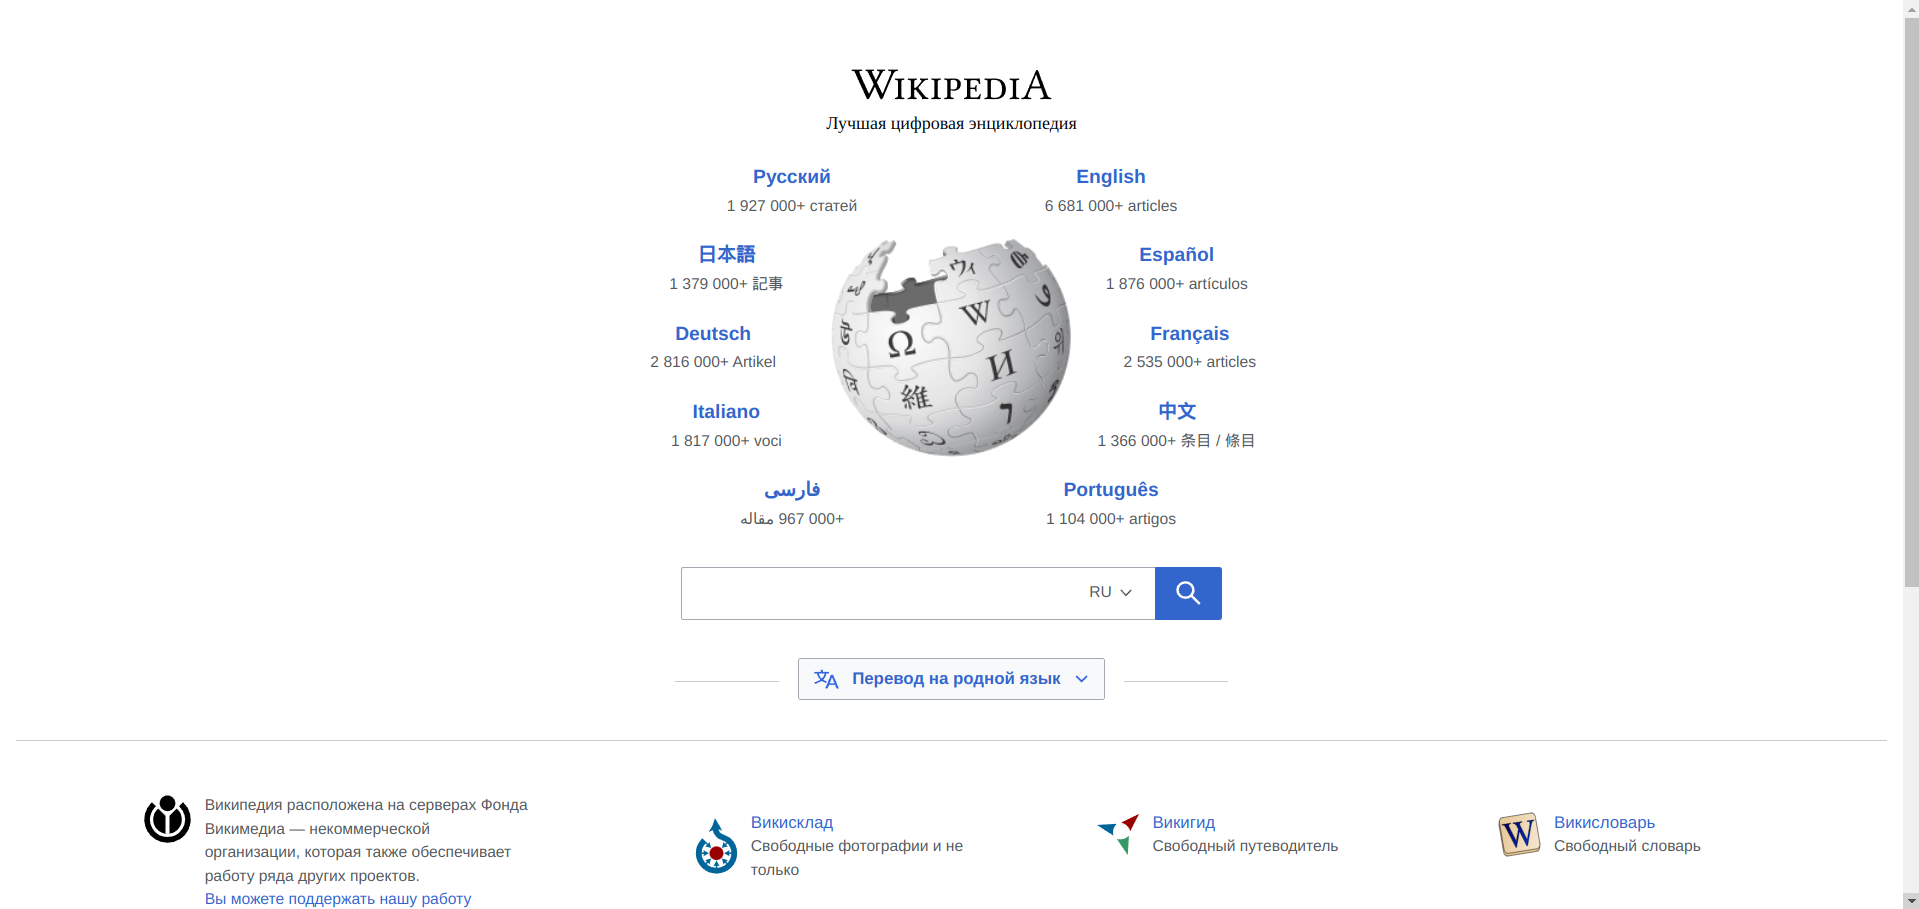 WIKIPEDIA
Лучшая цифровая энциклопедия
Русский
1 927 000+ статей
English
6 681 000+ articles
日本語
1 379 000+ 記事
Español
1 876 000+ artículos
Deutsch
2 816 000+ Artikel
Français
2 535 000+ articles
Italiano
1 817 000+ voci
中文
1 366 000+ 条目 / 條目
فارسی
967 000+ مقاله
Português
1 104 000+ artigos
Ω
W
И
維
RU
Перевод на родной язык
Википедия расположена на серверах Фонда
Викимедиа — некоммерческой
организации, которая также обеспечивает
работу ряда других проектов.
Вы можете поддержать нашу работу
Викисклад
Свободные фотографии и не
только
Викигид
Свободный путеводитель
W
Викисловарь
Свободный словарь